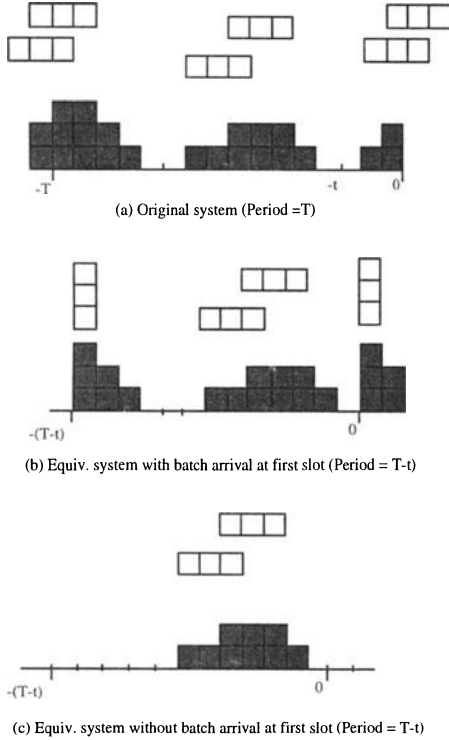 -T
-t
0
(a) Original system (Period =T)
-(T-t)
0
(b) Equiv. system with batch arrival at first slot (Period = T-t)
-(T-t)
0
(c) Equiv. system without batch arrival at first slot (Period = T-t)